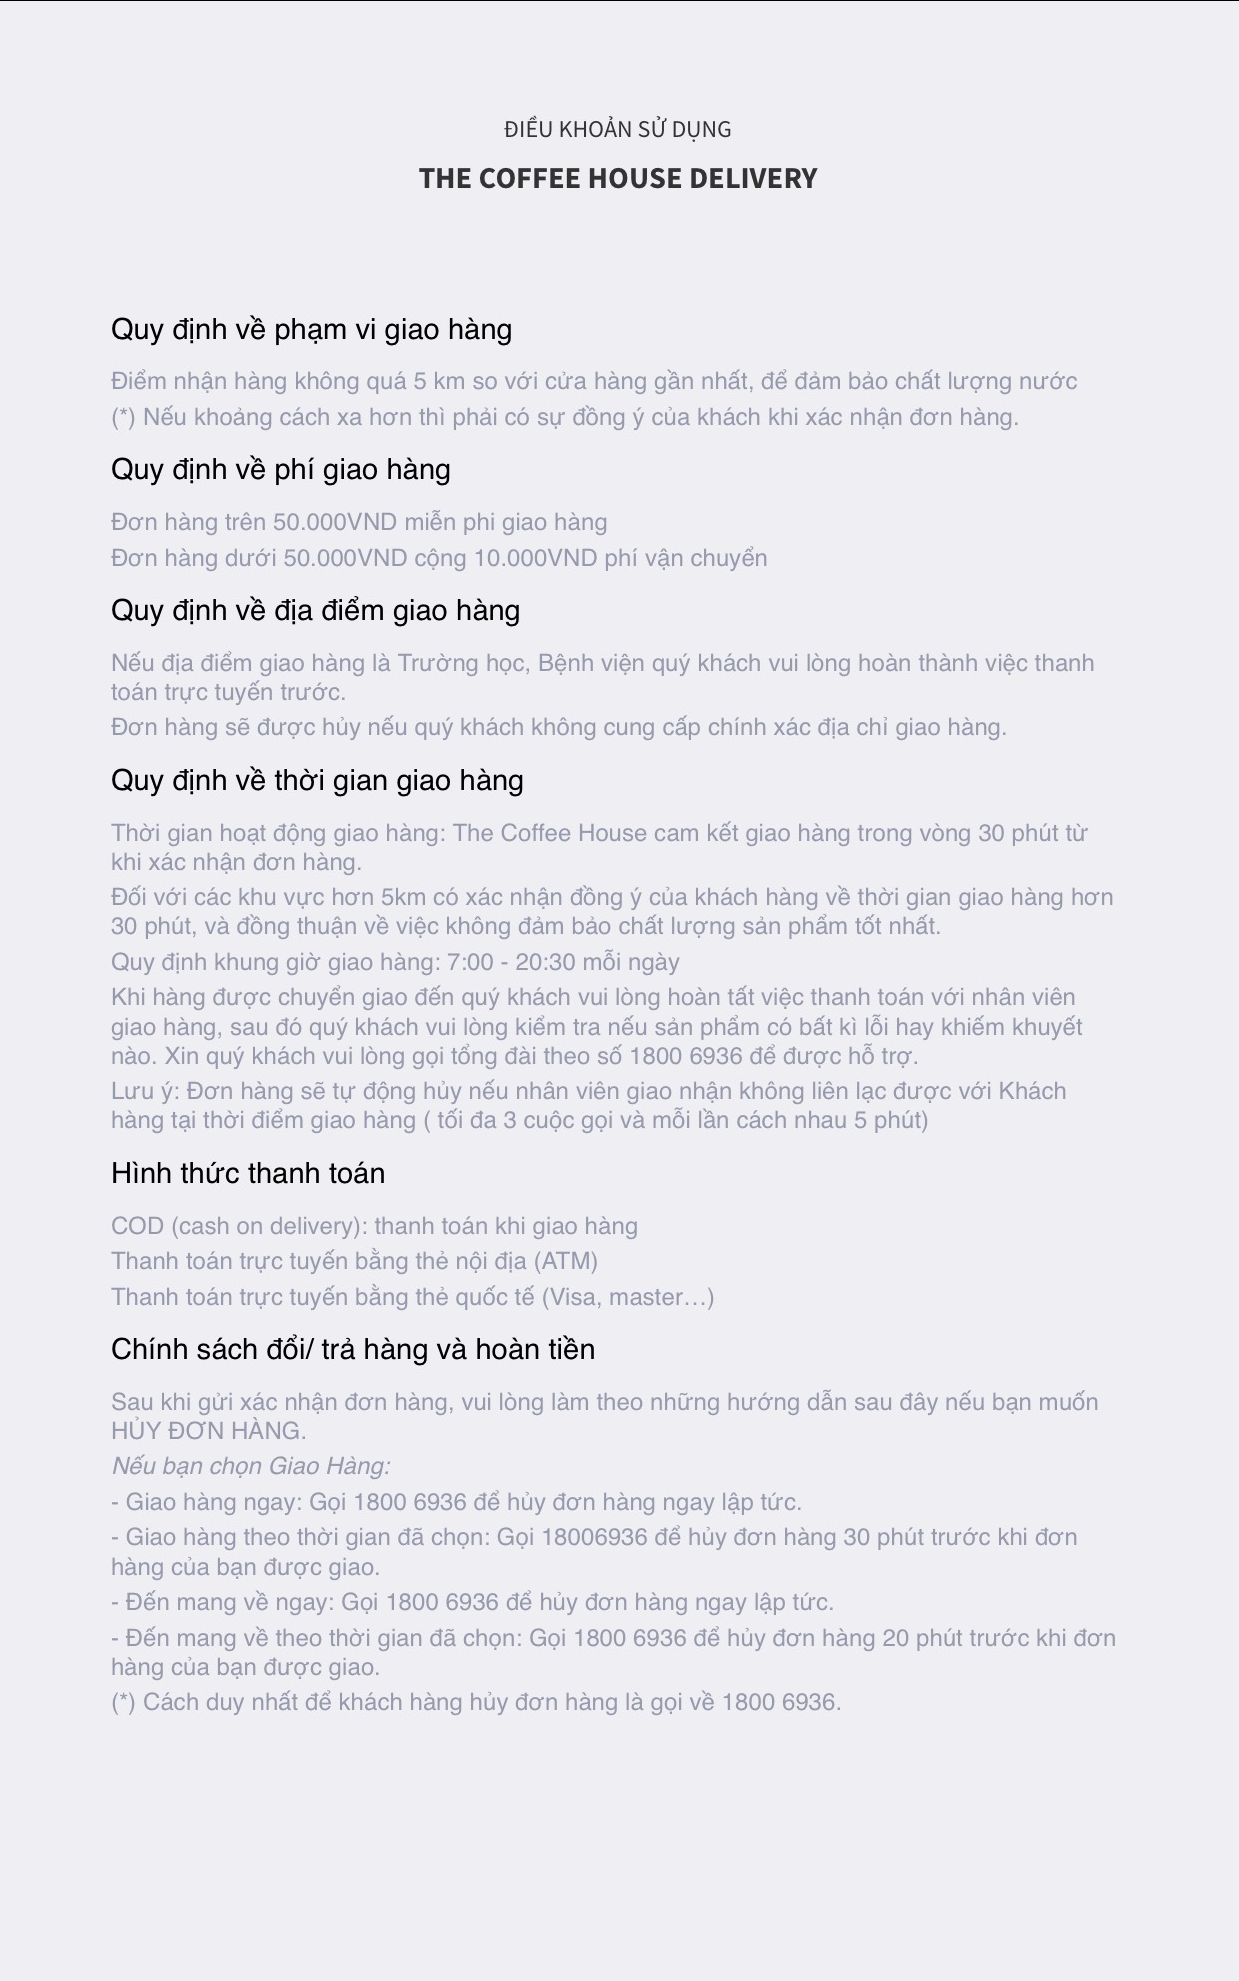 ĐIỀU KHOẢN SỬ DỤNG
THE COFFEE HOUSE DELIVERY
Quy định về phạm vi giao hàng
Điểm nhận hàng không quá 5 km so với cửa hàng gần nhất, để đảm bảo chất lượng nước
(*) Nếu khoảng cách xa hơn thì phải có sự đồng ý của khách khi xác nhận đơn hàng.
Quy định về phí giao hàng
Đơn hàng trên 50.000VND miễn phi giao hàng
Đơn hàng dưới 50.000VND cộng 10.000VND phí vận chuyển
Quy định về địa điểm giao hàng
Nếu địa điểm giao hàng là Trường học, Bệnh viện quý khách vui lòng hoàn thành việc thanh
toán trực tuyến trước.
Đơn hàng sẽ được hủy nếu quý khách không cung cấp chính xác địa chỉ giao hàng.
Quy định về thời gian giao hàng
Thời gian hoạt động giao hàng: The Coffee House cam kết giao hàng trong vòng 30 phút từ
khi xác nhận đơn hàng.
Đối với các khu vực hơn 5km có xác nhận đồng ý của khách hàng về thời gian giao hàng hơn
30 phút, và đồng thuận về việc không đảm bảo chất lượng sản phẩm tốt nhất.
Quy định khung giờ giao hàng: 7:00 - 20:30 mỗi ngày
Khi hàng được chuyển giao đến quý khách vui lòng hoàn tất việc thanh toán với nhân viên
giao hàng, sau đó quý khách vui lòng kiểm tra nếu sản phẩm có bất kì lỗi hay khiếm khuyết
nào. Xin quý khách vui lòng gọi tổng đài theo số 1800 6936 để được hỗ trợ.
Lưu ý: Đơn hàng sẽ tự động hủy nếu nhân viên giao nhận không liên lạc được với Khách
hàng tại thời điểm giao hàng ( tối đa 3 cuộc gọi và mỗi lần cách nhau 5 phút)
Hình thức thanh toán
COD (cash on delivery): thanh toán khi giao hàng
Thanh toán trực tuyến bằng thẻ nội địa (ATM)
Thanh toán trực tuyến bằng thẻ quốc tế (Visa, master…)
Chính sách đổi/ trả hàng và hoàn tiền
Sau khi gửi xác nhận đơn hàng, vui lòng làm theo những hướng dẫn sau đây nếu bạn muốn
HỦY ĐƠN HÀNG.
Nếu bạn chọn Giao Hàng:
- Giao hàng ngay: Gọi 1800 6936 để hủy đơn hàng ngay lập tức.
- Giao hàng theo thời gian đã chọn: Gọi 18006936 để hủy đơn hàng 30 phút trước khi đơn
hàng của bạn được giao.
- Đến mang về ngay: Gọi 1800 6936 để hủy đơn hàng ngay lập tức.
- Đến mang về theo thời gian đã chọn: Gọi 1800 6936 để hủy đơn hàng 20 phút trước khi đơn
hàng của bạn được giao.
(*) Cách duy nhất để khách hàng hủy đơn hàng là gọi về 1800 6936.